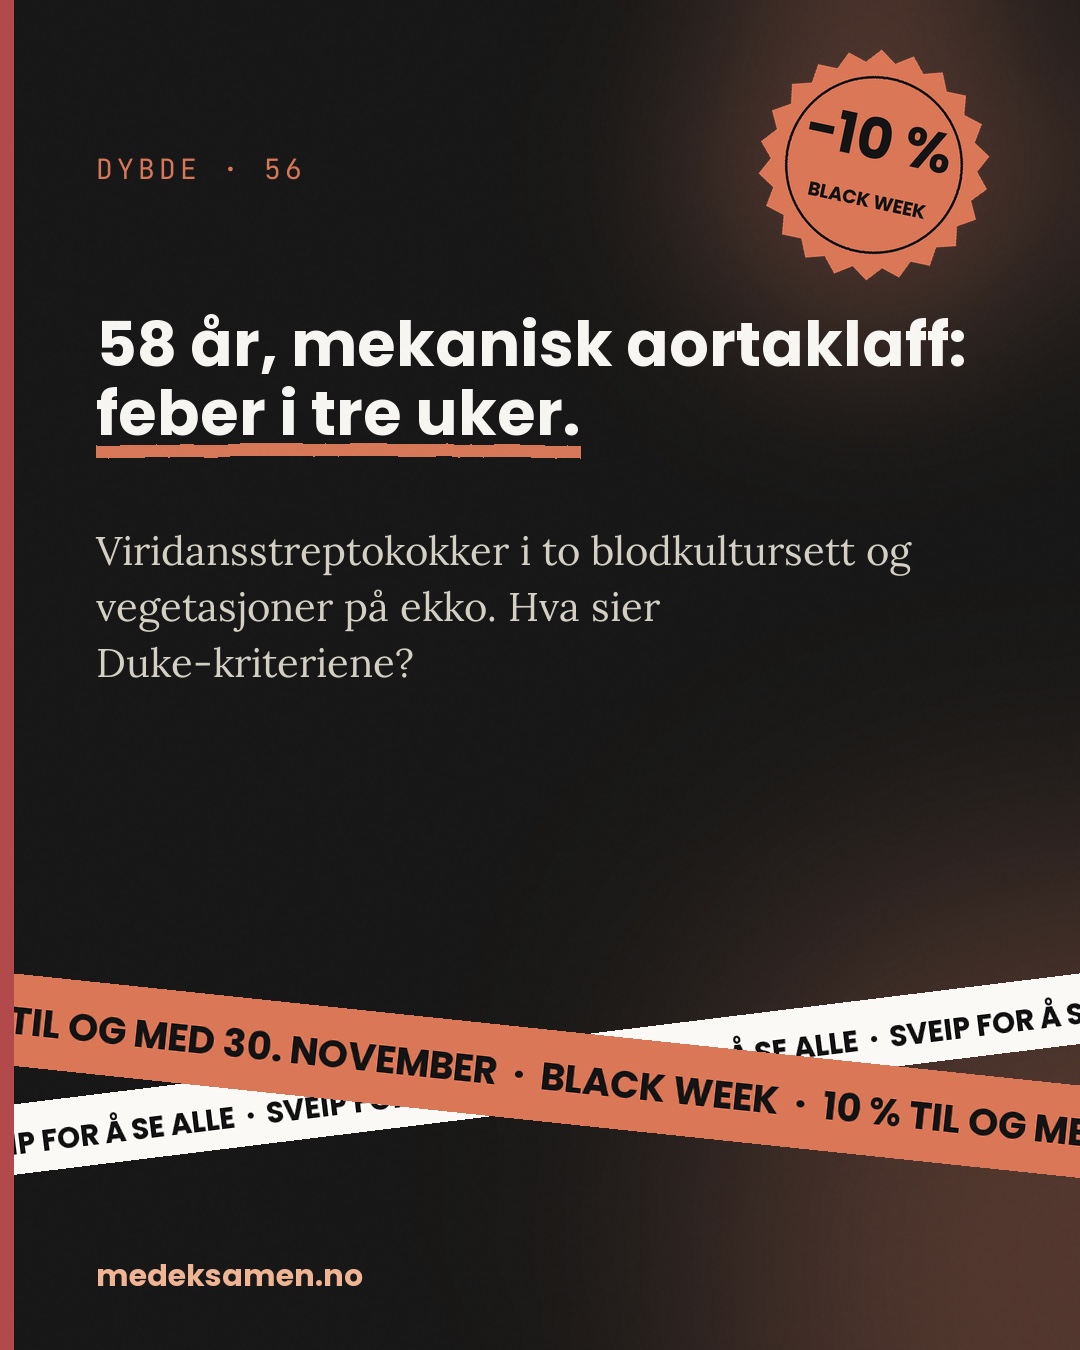 DYBDE · 56
-10 %
BLACK WEEK
58 år, mekanisk aortaklaff:
feber i tre uker.
Viridansstreptokokker i to blodkultursett og
vegetasjoner på ekko. Hva sier
Duke-kriteriene?
TIL OG MED 30. NOVEMBER · BLACK WEEK · 10 % TIL OG
SE ALLE · SVEIP FOR Å
FOR Å SE ALLE · SVEIP
medeksamen.no